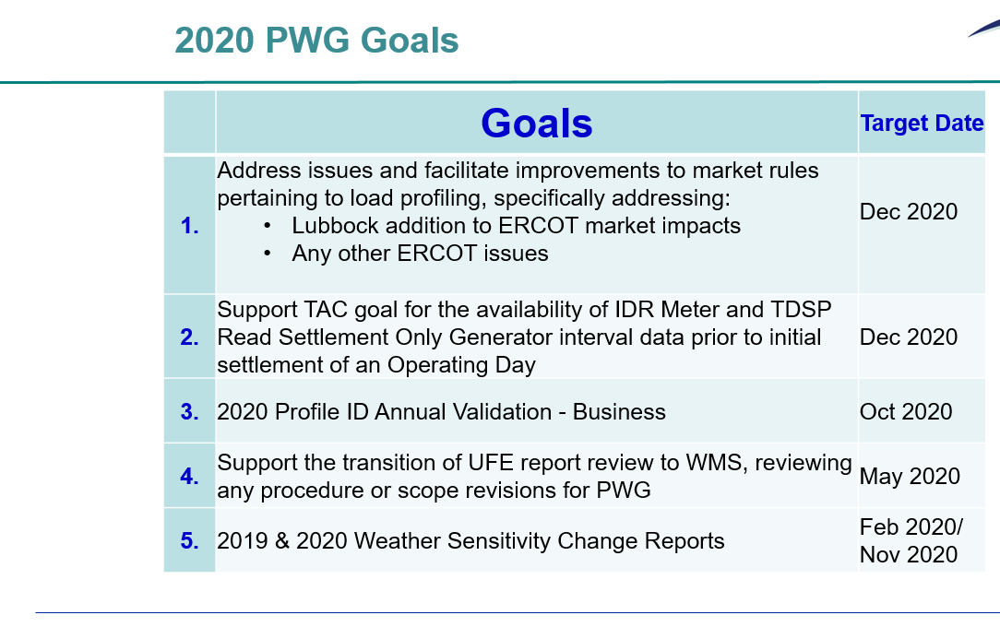 2020 PWG Goals
Goals
Target Date
1.
Address issues and facilitate improvements to market rules
pertaining to load profiling, specifically addressing:
• Lubbock addition to ERCOT market impacts
• Any other ERCOT issues
Dec 2020
2.
Support TAC goal for the availability of IDR Meter and TDSP
Read Settlement Only Generator interval data prior to initial
settlement of an Operating Day
Dec 2020
3.
2020 Profile ID Annual Validation - Business
Oct 2020
4.
Support the transition of UFE report review to WMS, reviewing
any procedure or scope revisions for PWG
May 2020
5.
2019 & 2020 Weather Sensitivity Change Reports
Feb 2020/
Nov 2020